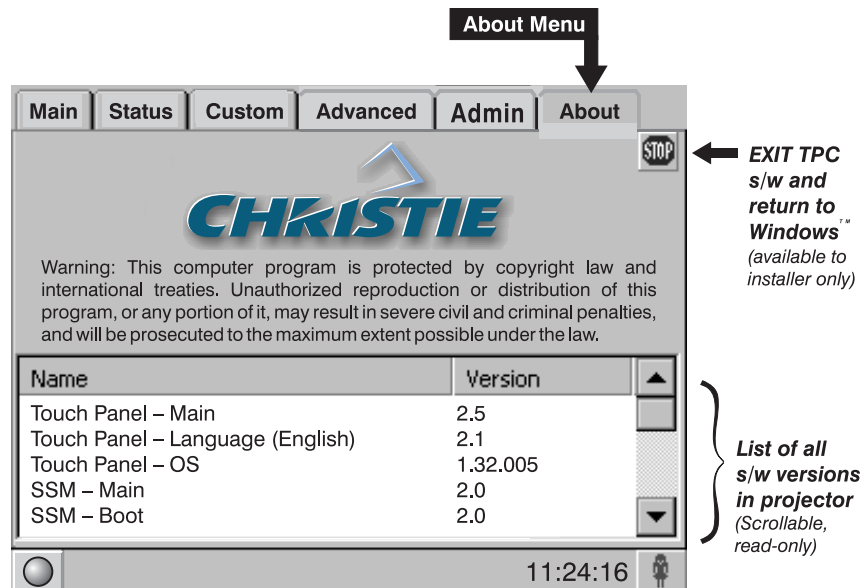 About Menu
Main Status Custom Advanced Admin About
STOP
EXIT TPC
s/w and
return to
Windows™
(available to
installer only)
CHRISTIE
Warning: This computer program is protected by copyright law and
international treaties. Unauthorized reproduction or distribution of this
program, or any portion of it, may result in severe civil and criminal penalties,
and will be prosecuted to the maximum extent possible under the law.
Name Version
Touch Panel – Main 2.5
Touch Panel – Language (English) 2.1
Touch Panel – OS 1.32.005
SSM – Main 2.0
SSM – Boot 2.0
List of all
s/w versions
in projector
(Scrollable,
read-only)
11:24:16